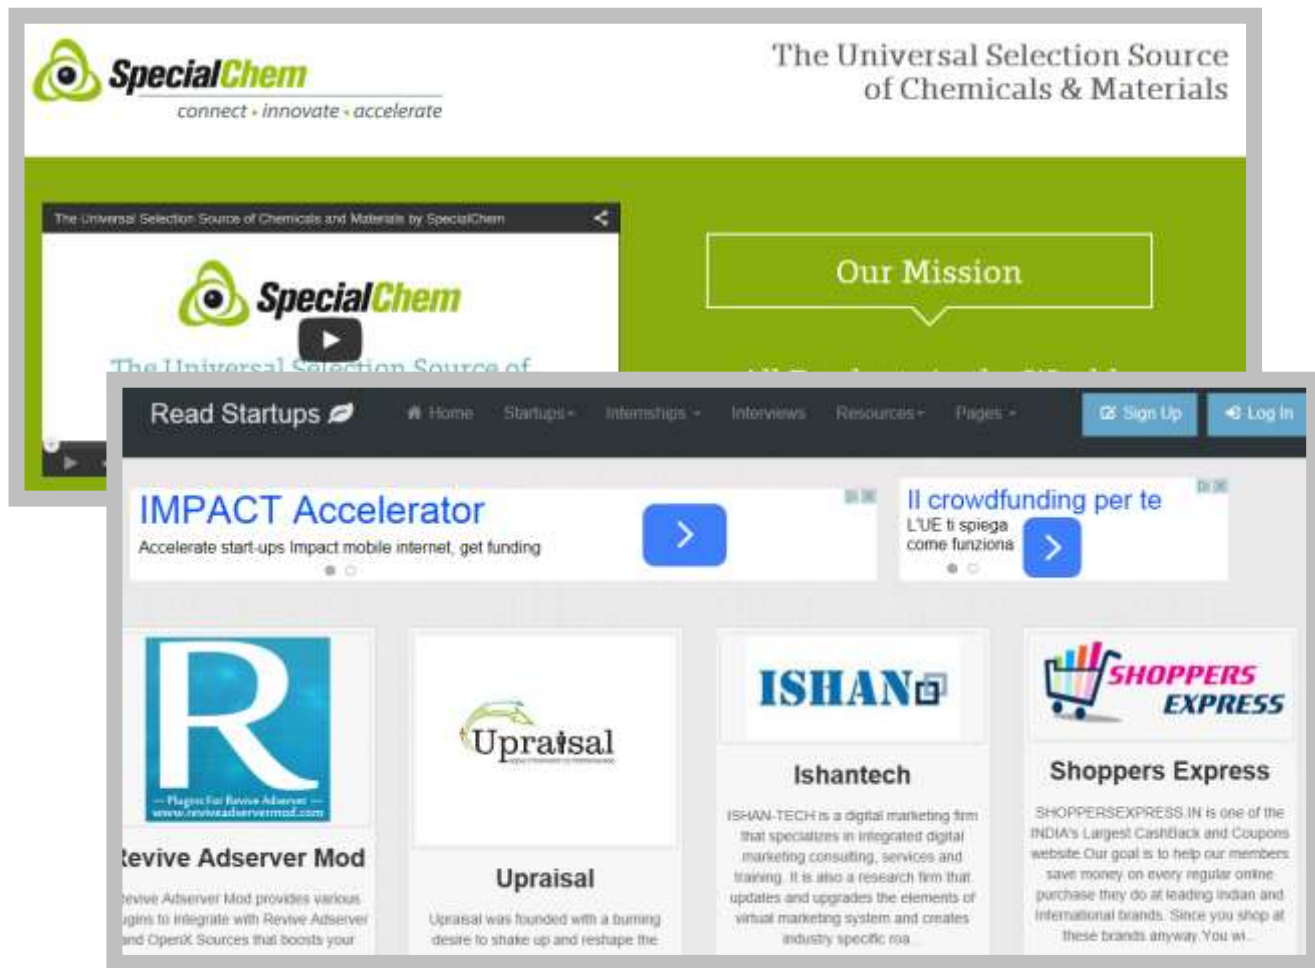 SpecialChem
connect • innovate • accelerate
The Universal Selection Source
of Chemicals & Materials
The Universal Selection Source of Chemicals and Materials by SpecialChem
SpecialChem
The Universal Selection Source of
Our Mission
Read Startups
Home Startups Internships Interviews Resources Pages Sign Up Log In
IMPACT Accelerator
Accelerate start-ups Impact mobile internet, get funding
Il crowdfunding per te
L'UE ti spiega
come funziona
R
— Plugins For Revive Adserver —
www.reviveadservermod.com
Revive Adserver Mod
Revive Adserver Mod provides various
plugins to integrate with Revive Adserver
and OpenX Sources that boosts your
Upraisal
Upraisal
Upraisal was founded with a burning
desire to shake up and reshape the
ISHAN
Ishantech
ISHAN-TECH is a digital marketing firm
that specializes in integrated digital
marketing consulting, services and
training. It is also a research firm that
updates and upgrades the elements of
virtual marketing system and creates
industry specific roa...
SHOPPERS
EXPRESS
Shoppers Express
SHOPPERSEXPRESS.IN is one of the
INDIA's Largest CashBack and Coupons
website.Our goal is to help our members
save money on every regular online
purchase they do at leading Indian and
International brands. Since you shop at
these brands anyway.You wi...